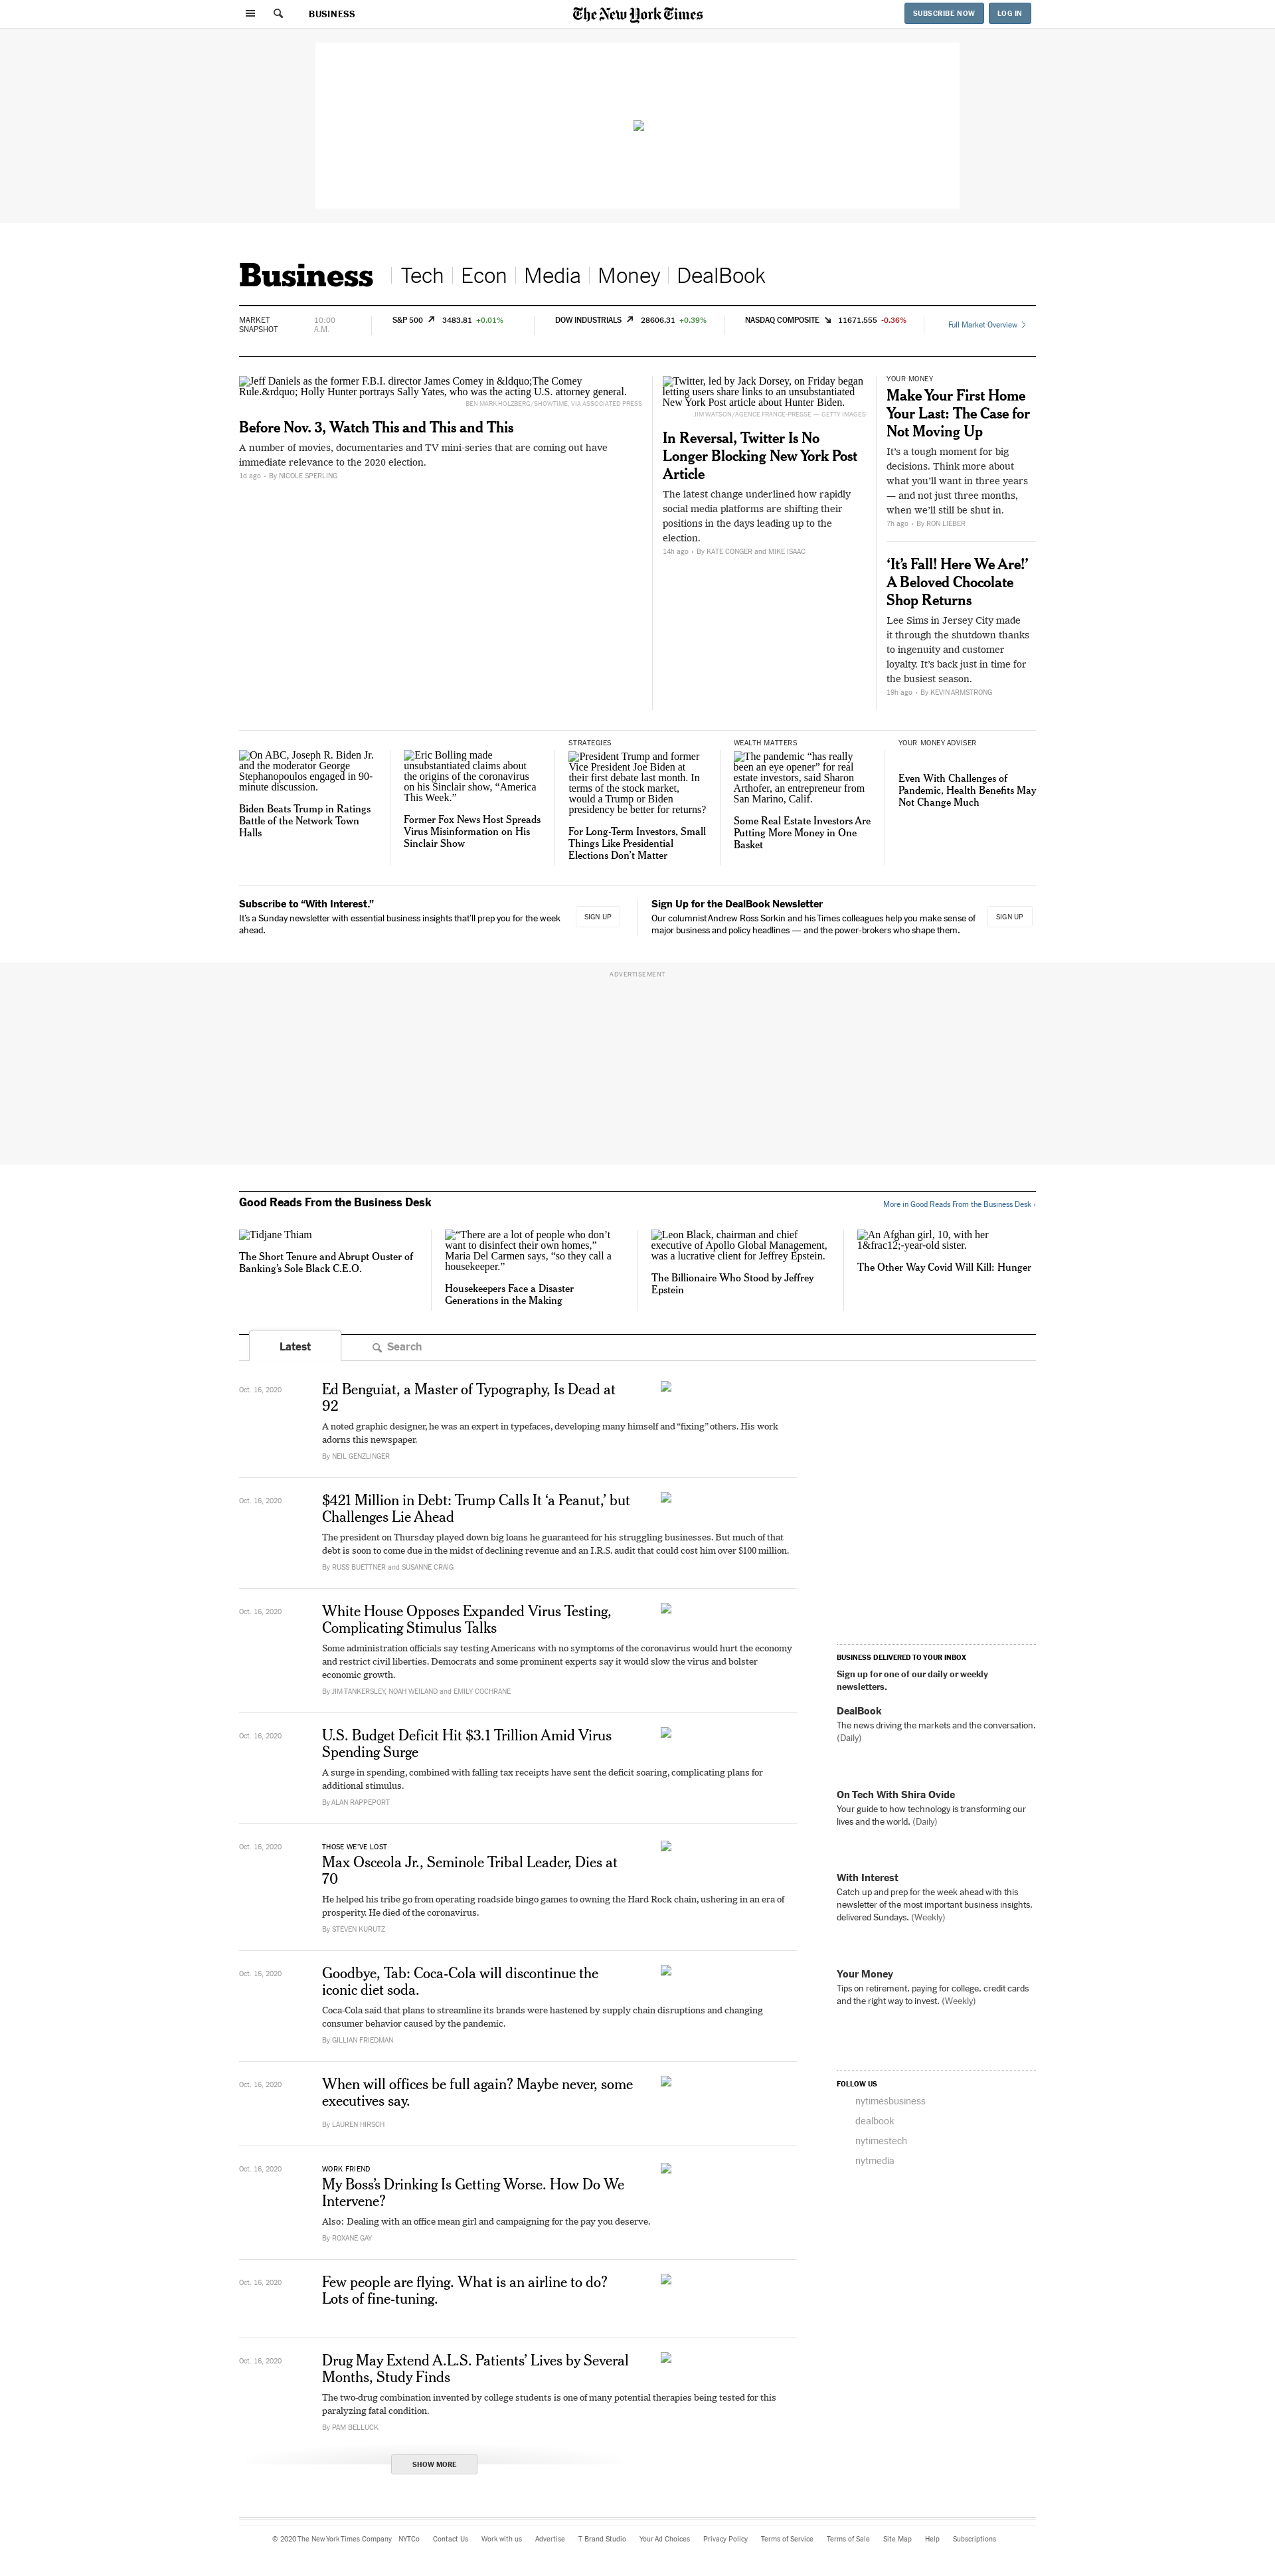 BUSINESS
The New York Times
SUBSCRIBE NOW
LOG IN
Business
Tech
Econ
Media
Money
DealBook
MARKET
SNAPSHOT
10:00
A.M.
S&P 500 3483.81 +0.01%
DOW INDUSTRIALS 28606.31 +0.39%
NASDAQ COMPOSITE 11671.555 -0.36%
Full Market Overview
Jeff Daniels as the former F.B.I. director James Comey in &ldquo;The Comey
Rule.&rdquo; Holly Hunter portrays Sally Yates, who was the acting U.S. attorney general.
BEN MARK HOLZBERG/SHOWTIME, VIA ASSOCIATED PRESS
Before Nov. 3, Watch This and This and This
A number of movies, documentaries and TV mini-series that are coming out have
immediate relevance to the 2020 election.
1d ago • By NICOLE SPERLING
Twitter, led by Jack Dorsey, on Friday began
letting users share links to an unsubstantiated
New York Post article about Hunter Biden.
JIM WATSON/AGENCE FRANCE-PRESSE — GETTY IMAGES
In Reversal, Twitter Is No
Longer Blocking New York Post
Article
The latest change underlined how rapidly
social media platforms are shifting their
positions in the days leading up to the
election.
14h ago • By KATE CONGER and MIKE ISAAC
YOUR MONEY
Make Your First Home
Your Last: The Case for
Not Moving Up
It’s a tough moment for big
decisions. Think more about
what you’ll want in three years
— and not just three months,
when we’ll still be shut in.
7h ago • By RON LIEBER
‘It’s Fall! Here We Are!’
A Beloved Chocolate
Shop Returns
Lee Sims in Jersey City made
it through the shutdown thanks
to ingenuity and customer
loyalty. It’s back just in time for
the busiest season.
19h ago • By KEVIN ARMSTRONG
On ABC, Joseph R. Biden Jr.
and the moderator George
Stephanopoulos engaged in 90-
minute discussion.
Biden Beats Trump in Ratings
Battle of the Network Town
Halls
Eric Bolling made
unsubstantiated claims about
the origins of the coronavirus
on his Sinclair show, “America
This Week.”
Former Fox News Host Spreads
Virus Misinformation on His
Sinclair Show
STRATEGIES
President Trump and former
Vice President Joe Biden at
their first debate last month. In
terms of the stock market,
would a Trump or Biden
presidency be better for returns?
For Long-Term Investors, Small
Things Like Presidential
Elections Don’t Matter
WEALTH MATTERS
The pandemic “has really
been an eye opener” for real
estate investors, said Sharon
Arthofer, an entrepreneur from
San Marino, Calif.
Some Real Estate Investors Are
Putting More Money in One
Basket
YOUR MONEY ADVISER
Even With Challenges of
Pandemic, Health Benefits May
Not Change Much
Subscribe to “With Interest.”
It’s a Sunday newsletter with essential business insights that’ll prep you for the week
ahead.
SIGN UP
Sign Up for the DealBook Newsletter
Our columnist Andrew Ross Sorkin and his Times colleagues help you make sense of
major business and policy headlines — and the power-brokers who shape them.
SIGN UP
ADVERTISEMENT
Good Reads From the Business Desk
More in Good Reads From the Business Desk ›
Tidjane Thiam
The Short Tenure and Abrupt Ouster of
Banking’s Sole Black C.E.O.
“There are a lot of people who don’t
want to disinfect their own homes,”
Maria Del Carmen says, “so they call a
housekeeper.”
Housekeepers Face a Disaster
Generations in the Making
Leon Black, chairman and chief
executive of Apollo Global Management,
was a lucrative client for Jeffrey Epstein.
The Billionaire Who Stood by Jeffrey
Epstein
An Afghan girl, 10, with her
1&frac12;-year-old sister.
The Other Way Covid Will Kill: Hunger
Latest
Search
Oct. 16, 2020
Ed Benguiat, a Master of Typography, Is Dead at
92
A noted graphic designer, he was an expert in typefaces, developing many himself and “fixing” others. His work
adorns this newspaper.
By NEIL GENZLINGER
Oct. 16, 2020
$421 Million in Debt: Trump Calls It ‘a Peanut,’ but
Challenges Lie Ahead
The president on Thursday played down big loans he guaranteed for his struggling businesses. But much of that
debt is soon to come due in the midst of declining revenue and an I.R.S. audit that could cost him over $100 million.
By RUSS BUETTNER and SUSANNE CRAIG
Oct. 16, 2020
White House Opposes Expanded Virus Testing,
Complicating Stimulus Talks
Some administration officials say testing Americans with no symptoms of the coronavirus would hurt the economy
and restrict civil liberties. Democrats and some prominent experts say it would slow the virus and bolster
economic growth.
By JIM TANKERSLEY, NOAH WEILAND and EMILY COCHRANE
Oct. 16, 2020
U.S. Budget Deficit Hit $3.1 Trillion Amid Virus
Spending Surge
A surge in spending, combined with falling tax receipts have sent the deficit soaring, complicating plans for
additional stimulus.
By ALAN RAPPEPORT
Oct. 16, 2020
THOSE WE’VE LOST
Max Osceola Jr., Seminole Tribal Leader, Dies at
70
He helped his tribe go from operating roadside bingo games to owning the Hard Rock chain, ushering in an era of
prosperity. He died of the coronavirus.
By STEVEN KURUTZ
Oct. 16, 2020
Goodbye, Tab: Coca-Cola will discontinue the
iconic diet soda.
Coca-Cola said that plans to streamline its brands were hastened by supply chain disruptions and changing
consumer behavior caused by the pandemic.
By GILLIAN FRIEDMAN
Oct. 16, 2020
When will offices be full again? Maybe never, some
executives say.
By LAUREN HIRSCH
Oct. 16, 2020
WORK FRIEND
My Boss’s Drinking Is Getting Worse. How Do We
Intervene?
Also: Dealing with an office mean girl and campaigning for the pay you deserve.
By ROXANE GAY
Oct. 16, 2020
Few people are flying. What is an airline to do?
Lots of fine-tuning.
Oct. 16, 2020
Drug May Extend A.L.S. Patients’ Lives by Several
Months, Study Finds
The two-drug combination invented by college students is one of many potential therapies being tested for this
paralyzing fatal condition.
By PAM BELLUCK
SHOW MORE
BUSINESS DELIVERED TO YOUR INBOX
Sign up for one of our daily or weekly
newsletters.
DealBook
The news driving the markets and the conversation.
(Daily)
On Tech With Shira Ovide
Your guide to how technology is transforming our
lives and the world. (Daily)
With Interest
Catch up and prep for the week ahead with this
newsletter of the most important business insights,
delivered Sundays. (Weekly)
Your Money
Tips on retirement, paying for college, credit cards
and the right way to invest. (Weekly)
FOLLOW US
nytimesbusiness
dealbook
nytimestech
nytmedia
© 2020 The New York Times Company NYTCo Contact Us Work with us Advertise T Brand Studio Your Ad Choices Privacy Policy Terms of Service Terms of Sale Site Map Help Subscriptions